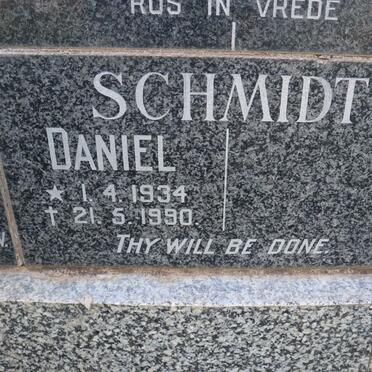 RUS IN VREDE
SCHMIDT
DANIEL
★ 1.4.1934
✝ 21.5.1990
THY WILL BE DONE.
N.